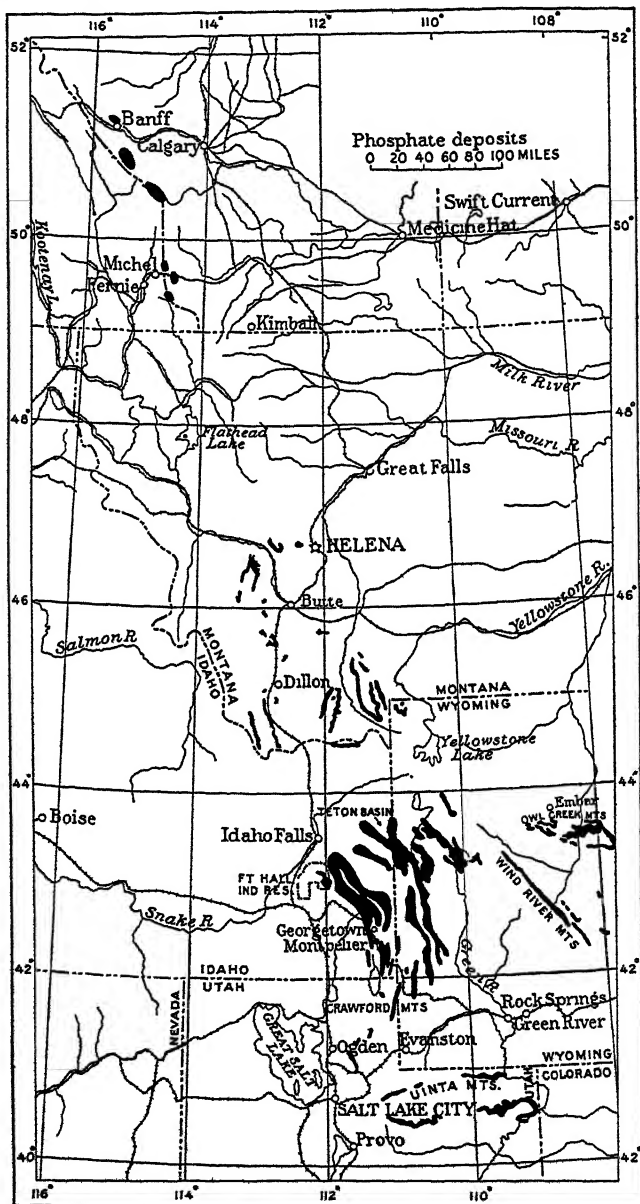 116° 114° 112° 110° 108°
52°
52°
Banff
Calgary
Phosphate deposits
0 20 40 60 80 100 MILES
Swift Current
Medicine Hat
50°
50°
Kootenay L.
Michel
Fernie
Kimball
Milk River
48°
48°
Flathead
Lake
Missouri R
Great Falls
HELENA
46°
46°
Butte
Yellowstone R.
Salmon R
MONTANA
IDAHO
Dillon
MONTANA
WYOMING
Yellowstone
Lake
44°
44°
Boise
TETON BASIN
Ember
OWL CREEK MTS
Idaho Falls
FT HALL
IND RES.
WIND RIVER MTS
Snake R
Georgetown
Montpelier
Green R
42°
42°
IDAHO
UTAH
NEVADA
CRAWFORD MTS
Rock Springs
Green River
GREAT SALT
LAKE
Ogden
Evanston
WYOMING
COLORADO
UINTA MTS.
UTAH
SALT LAKE CITY
Provo
40°
42°
116° 114° 112° 110°